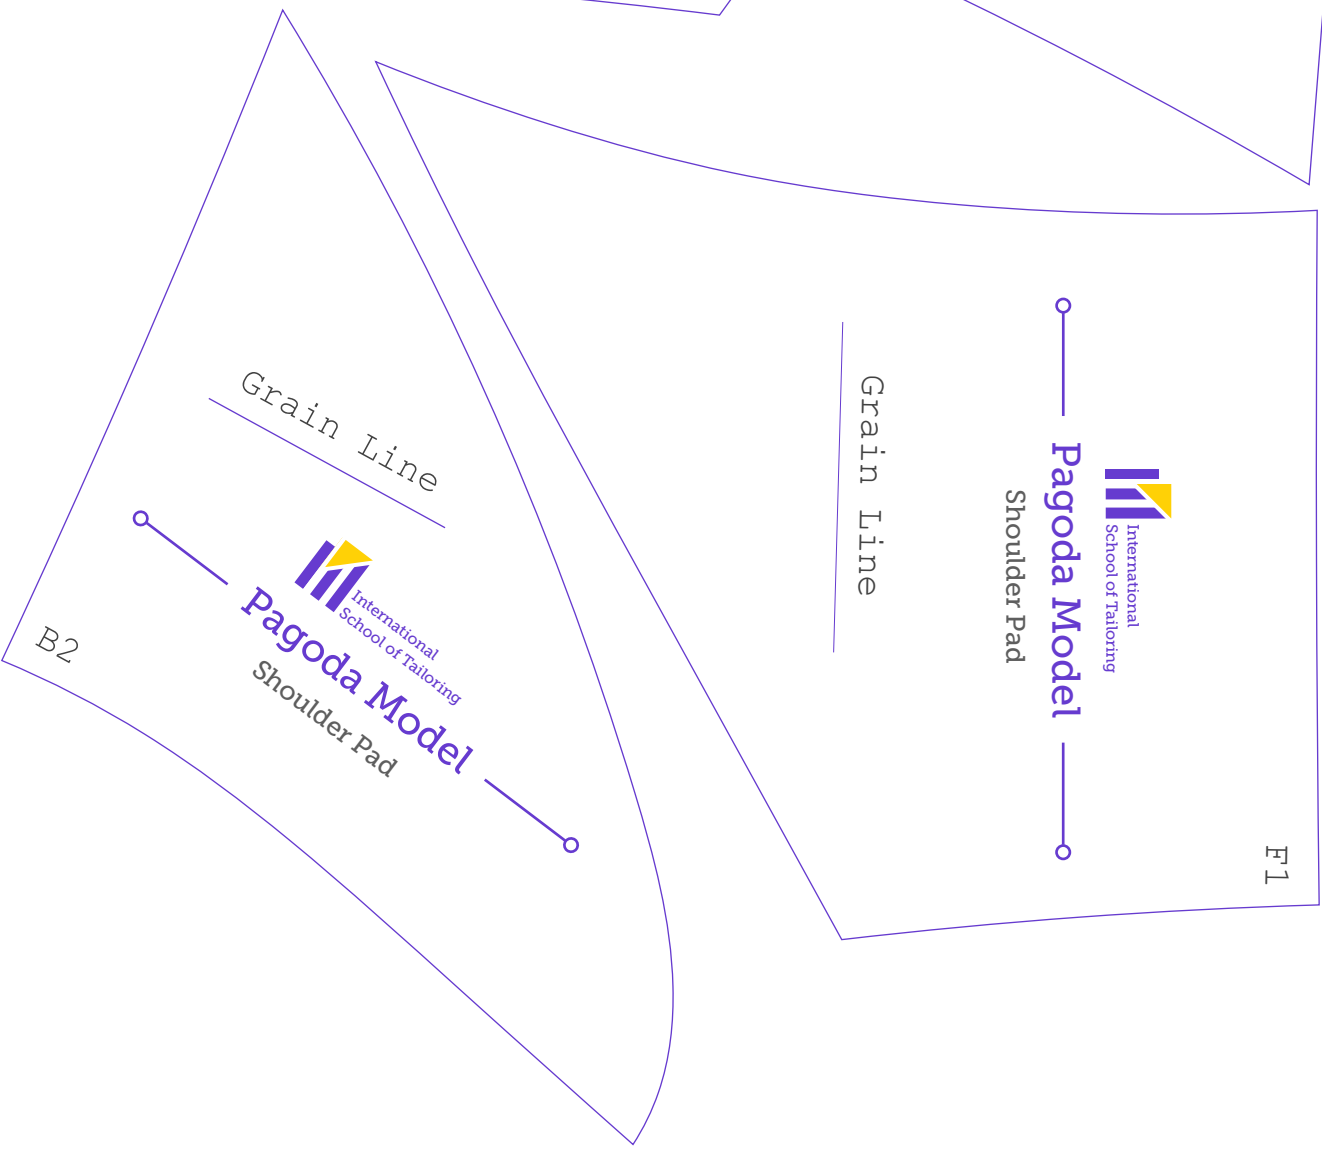 Grain Line
International
School of Tailoring
Pagoda Model
Shoulder Pad
B2
Grain Line
International
School of Tailoring
Pagoda Model
Shoulder Pad
F1